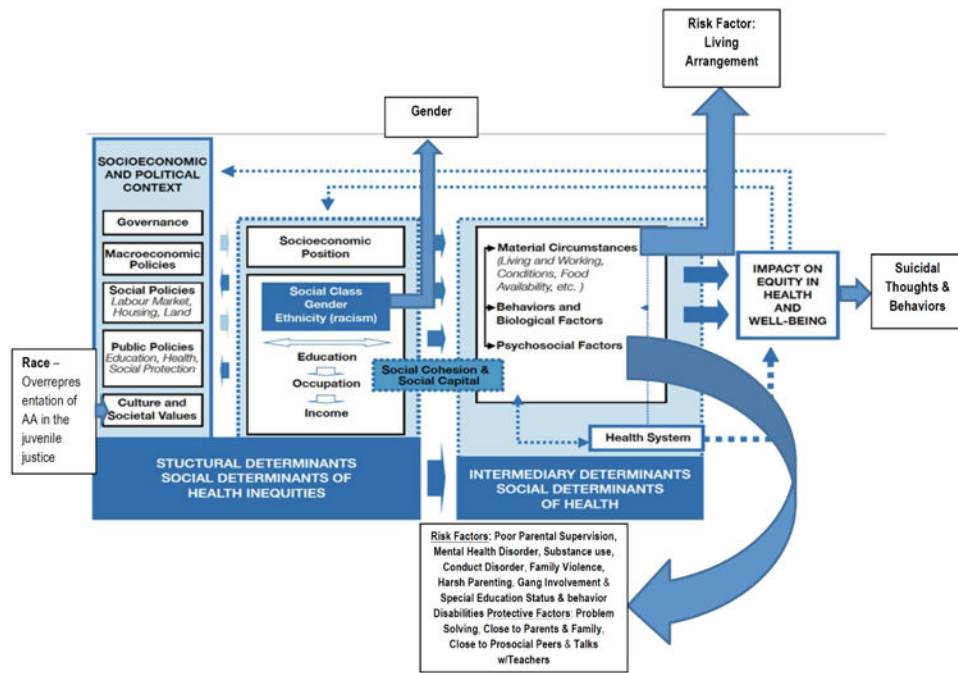 Risk Factor:
Living
Arrangement
Gender
SOCIOECONOMIC
AND POLITICAL
CONTEXT
Governance
Macroeconomic
Policies
Social Policies
Labour Market,
Housing, Land
Public Policies
Education, Health,
Social Protection
Culture and
Societal Values
Race –
Overrepres
entation of
AA in the
juvenile
justice
Socioeconomic
Position
Social Class
Gender
Ethnicity (racism)
Education
Occupation
Income
STUCTURAL DETERMINANTS
SOCIAL DETERMINANTS OF
HEALTH INEQUITIES
Social Cohesion &
Social Capital
Material Circumstances
(Living and Working,
Conditions, Food
Availability, etc. )
Behaviors and
Biological Factors
Psychosocial Factors
Health System
INTERMEDIARY DETERMINANTS
SOCIAL DETERMINANTS
OF HEALTH
IMPACT ON
EQUITY IN
HEALTH
AND
WELL-BEING
Suicidal
Thoughts &
Behaviors
Risk Factors: Poor Parental Supervision,
Mental Health Disorder, Substance use,
Conduct Disorder, Family Violence,
Harsh Parenting, Gang Involvement &
Special Education Status & behavior
Disabilities Protective Factors: Problem
Solving, Close to Parents & Family,
Close to Prosocial Peers & Talks
w/Teachers